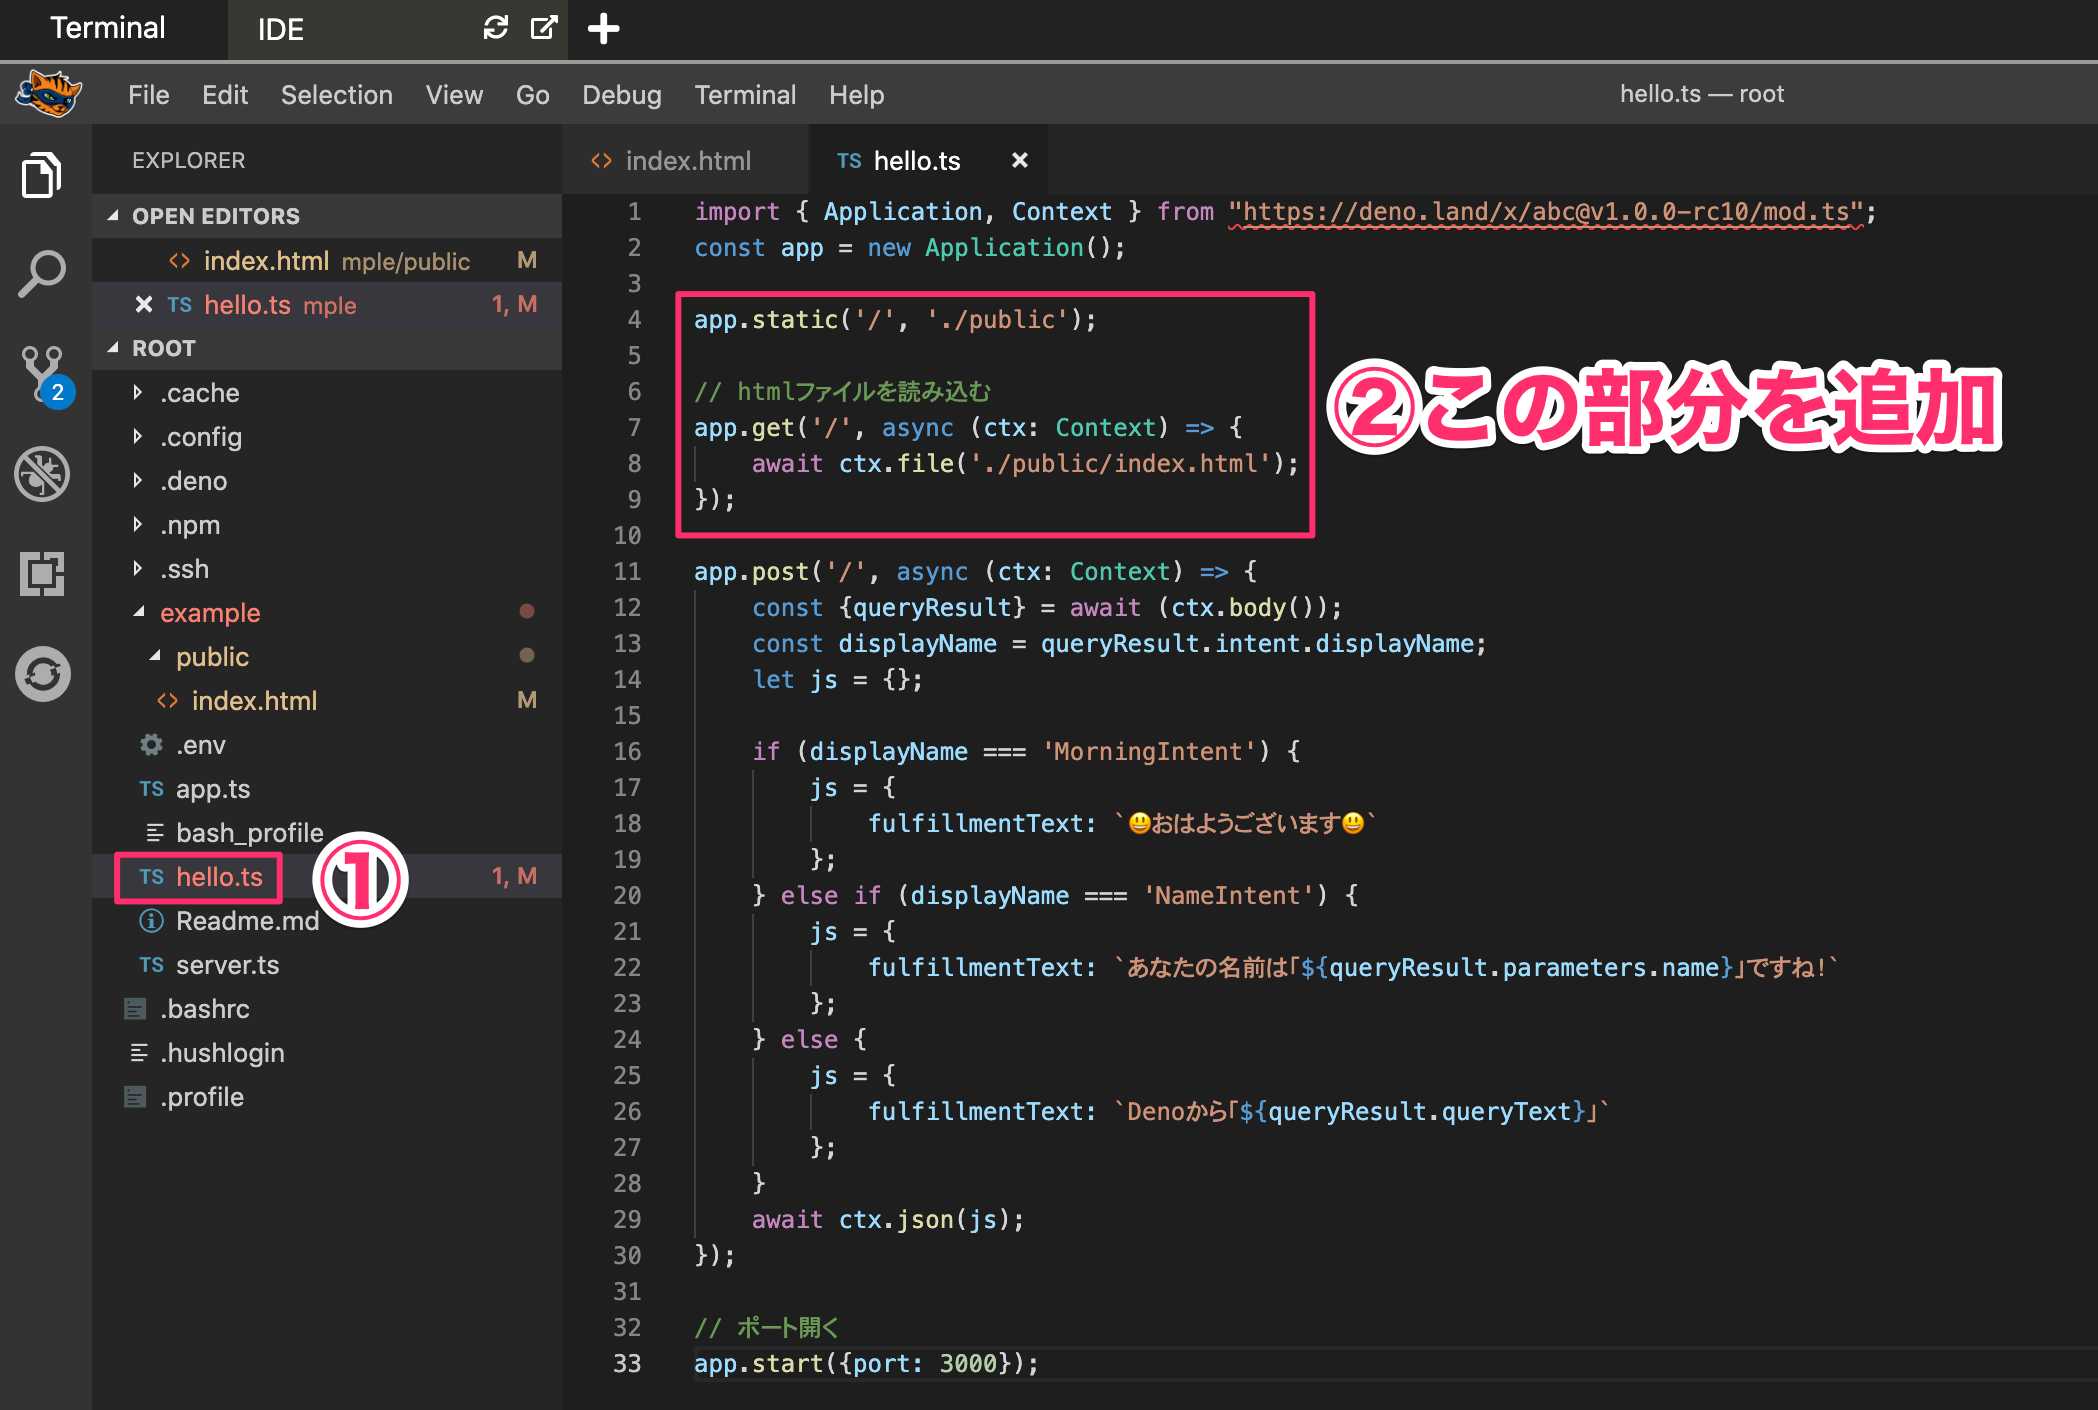 Terminal
IDE
File Edit Selection View Go Debug Terminal Help
hello.ts — root
EXPLORER
OPEN EDITORS
index.html mple/public M
TS hello.ts mple 1, M
ROOT
.cache
.config
.deno
.npm
.ssh
example
public
index.html M
.env
TS app.ts
bash_profile
TS hello.ts 1, M
①
Readme.md
TS server.ts
.bashrc
.hushlogin
.profile
2
index.html
TS hello.ts
1 import { Application, Context } from "https://deno.land/x/abc@v1.0.0-rc10/mod.ts";
2 const app = new Application();
3
4 app.static('/', './public');
5
6 // htmlファイルを読み込む
7 app.get('/', async (ctx: Context) => {
8 await ctx.file('./public/index.html');
9 });
10
②この部分を追加
11 app.post('/', async (ctx: Context) => {
12 const {queryResult} = await (ctx.body());
13 const displayName = queryResult.intent.displayName;
14 let js = {};
15
16 if (displayName === 'MorningIntent') {
17 js = {
18 fulfillmentText: `😃おはようございます😃`
19 };
20 } else if (displayName === 'NameIntent') {
21 js = {
22 fulfillmentText: `あなたの名前は「${queryResult.parameters.name}」ですね!`
23 };
24 } else {
25 js = {
26 fulfillmentText: `Denoから「${queryResult.queryText}」`
27 };
28 }
29 await ctx.json(js);
30 });
31
32 // ポート開く
33 app.start({port: 3000});